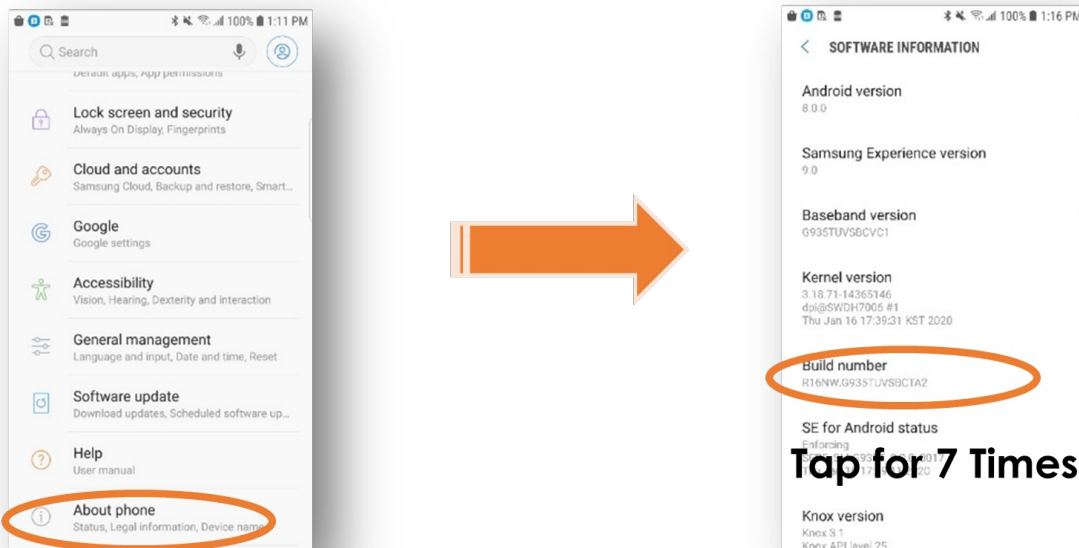 100% 1:11 PM
Search
Default apps, App permissions
Lock screen and security
Always On Display, Fingerprints
Cloud and accounts
Samsung Cloud, Backup and restore, Smart...
Google
Google settings
Accessibility
Vision, Hearing, Dexterity and interaction
General management
Language and input, Date and time, Reset
Software update
Download updates, Scheduled software up...
Help
User manual
About phone
Status, Legal information, Device name
100% 1:16 PM
SOFTWARE INFORMATION
Android version
8.0.0
Samsung Experience version
9.0
Baseband version
G935TUVSBCVC1
Kernel version
3.18.71-14365146
dpi@SWDH7006 #1
Thu Jan 16 17:39:31 KST 2020
Build number
R16NW.G935TUVSBCTA2
SE for Android status
Enforcing
Tap for 7 Times
Knox version
Knox 3.1
Knox API level 25